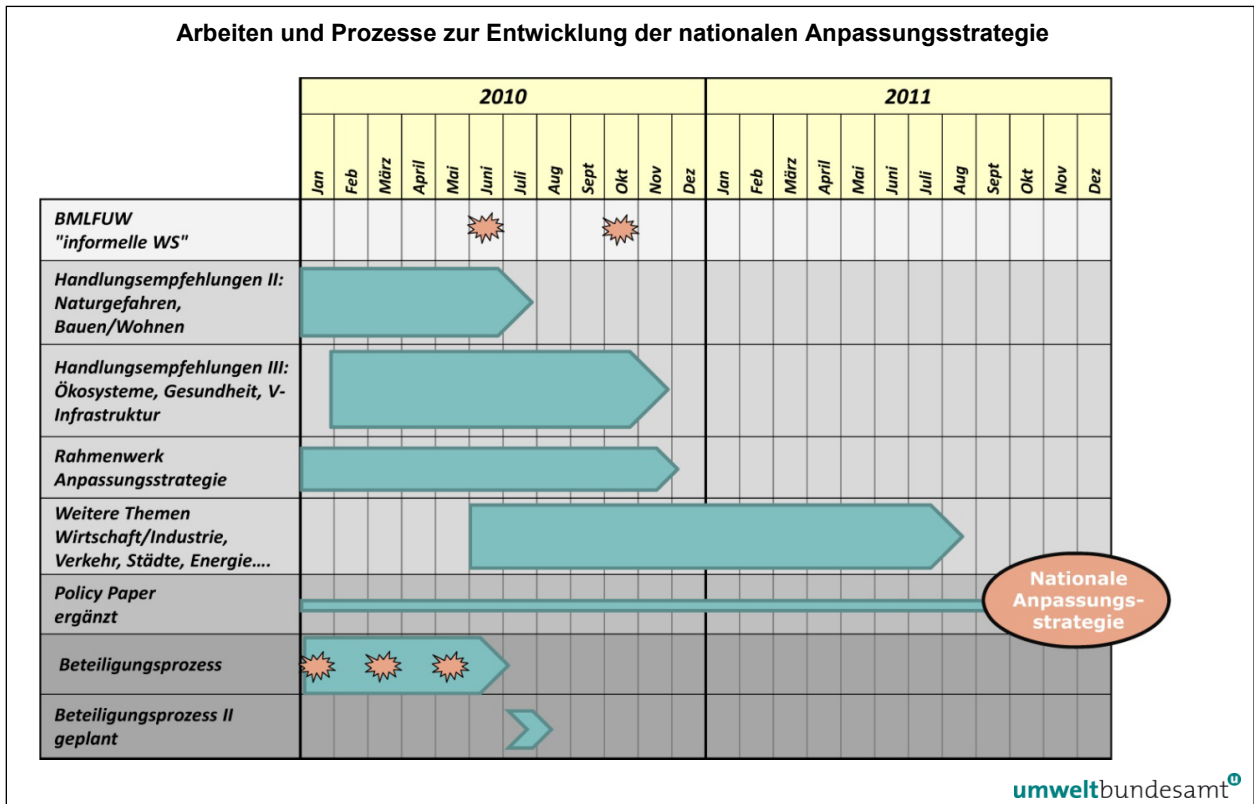 Arbeiten und Prozesse zur Entwicklung der nationalen Anpassungsstrategie
2010
2011
Jan
Feb
März
April
Mai
Juni
Juli
Aug
Sept
Okt
Nov
Dez
Jan
Feb
März
April
Mai
Juni
Juli
Aug
Sept
Okt
Nov
Dez
BMLFUW
"informelle WS"
Handlungsempfehlungen II:
Naturgefahren,
Bauen/Wohnen
Handlungsempfehlungen III:
Ökosysteme, Gesundheit, V-
Infrastruktur
Rahmenwerk
Anpassungsstrategie
Weitere Themen
Wirtschaft/Industrie,
Verkehr, Städte, Energie....
Policy Paper
ergänzt
Nationale
Anpassungs-
strategie
Beteiligungsprozess
Beteiligungsprozess II
geplant
umweltbundesamt u